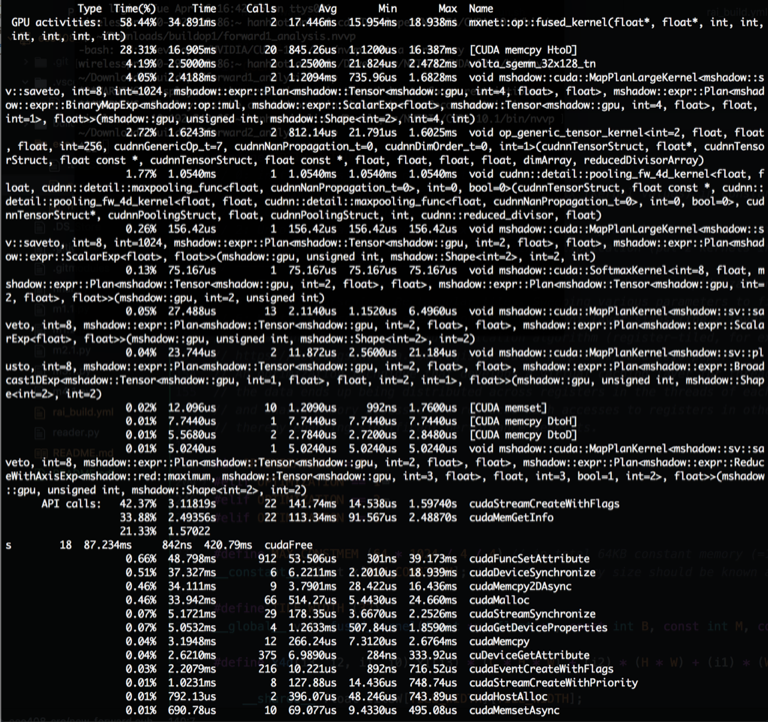 Type Time(%) Time Calls Avg Min Max Name
GPU activities: 58.44% 34.891ms 2 17.446ms 15.954ms 18.938ms mxnet::op::fused_kernel(float*, float*, int, int,
int, int, int, int)
28.31% 16.905ms 20 845.26us 1.1200us 16.387ms [CUDA memcpy HtoD]
4.19% 2.5000ms 2 1.2500ms 21.824us 2.4782ms volta_sgemm_32x128_tn
4.05% 2.4188ms 2 1.2094ms 735.96us 1.6828ms void mshadow::cuda::MapPlanLargeKernel<mshadow::s
v::saveto, int=8, int=1024, mshadow::expr::Plan<mshadow::Tensor<mshadow::gpu, int=4, float>, float>, mshadow::expr::Plan<msh
adow::expr::BinaryMapExp<mshadow::op::mul, mshadow::expr::ScalarExp<float>, mshadow::Tensor<mshadow::gpu, int=4, float>, float,
int=1>, float>>(mshadow::gpu, unsigned int, mshadow::Shape<int=2>, int=4, int)
2.72% 1.6243ms 2 812.14us 21.791us 1.6025ms void op_generic_tensor_kernel<int=2, float, float
, float, int=256, cudnnGenericOp_t=7, cudnnNanPropagation_t=0, cudnnDimOrder_t=0, int=1>(cudnnTensorStruct, float*, cudnnTenso
rStruct, float const *, cudnnTensorStruct, float const *, float, float, float, float, dimArray, reducedDivisorArray)
1.77% 1.0540ms 1 1.0540ms 1.0540ms 1.0540ms void cudnn::detail::pooling_fw_4d_kernel<float, f
loat, cudnn::detail::maxpooling_func<float, cudnnNanPropagation_t=0>, int=0, bool=0>(cudnnTensorStruct, float const *, cudnn::
detail::pooling_fw_4d_kernel<float, float, cudnn::detail::maxpooling_func<float, cudnnNanPropagation_t=0>, int=0, bool=0>, cud
nnTensorStruct*, cudnnPoolingStruct, float, cudnnPoolingStruct, int, cudnn::reduced_divisor, float)
0.26% 156.42us 1 156.42us 156.42us 156.42us void mshadow::cuda::MapPlanLargeKernel<mshadow::s
v::saveto, int=8, int=1024, mshadow::expr::Plan<mshadow::Tensor<mshadow::gpu, int=2, float>, float>, mshadow::expr::Plan<mshad
ow::expr::ScalarExp<float>, float>>(mshadow::gpu, unsigned int, mshadow::Shape<int=2>, int=2, int)
0.13% 75.167us 1 75.167us 75.167us 75.167us void mshadow::cuda::SoftmaxKernel<int=8, float, m
shadow::expr::Plan<mshadow::Tensor<mshadow::gpu, int=2, float>, float>, mshadow::expr::Plan<mshadow::Tensor<mshadow::gpu, int=
2, float>, float>>(mshadow::gpu, int=2, unsigned int)
0.05% 27.488us 13 2.1140us 1.1520us 6.4960us void mshadow::cuda::MapPlanKernel<mshadow::sv::sa
veto, int=8, mshadow::expr::Plan<mshadow::Tensor<mshadow::gpu, int=2, float>, float>, mshadow::expr::Plan<mshadow::expr::Scala
rExp<float>, float>>(mshadow::gpu, unsigned int, mshadow::Shape<int=2>, int=2)
0.04% 23.744us 2 11.872us 2.5600us 21.184us void mshadow::cuda::MapPlanKernel<mshadow::sv::pl
usto, int=8, mshadow::expr::Plan<mshadow::Tensor<mshadow::gpu, int=2, float>, float>, mshadow::expr::Plan<mshadow::expr::Broad
cast1DExp<mshadow::Tensor<mshadow::gpu, int=1, float>, float, int=2, int=1>, float>>(mshadow::gpu, unsigned int, mshadow::Shap
e<int=2>, int=2)
0.02% 12.096us 10 1.2090us 992ns 1.7600us [CUDA memset]
0.01% 7.7440us 1 7.7440us 7.7440us 7.7440us [CUDA memcpy DtoH]
0.01% 5.5680us 2 2.7840us 2.7200us 2.8480us [CUDA memcpy DtoD]
0.01% 5.0240us 1 5.0240us 5.0240us 5.0240us void mshadow::cuda::MapPlanKernel<mshadow::sv::sa
veto, int=8, mshadow::expr::Plan<mshadow::Tensor<mshadow::gpu, int=2, float>, float>, mshadow::expr::Plan<mshadow::expr::Reduc
eWithAxisExp<mshadow::red::maximum, mshadow::Tensor<mshadow::gpu, int=3, float>, float, int=3, bool=1, int=2>, float>>(mshadow
::gpu, unsigned int, mshadow::Shape<int=2>, int=2)
API calls: 42.37% 3.11819s 22 141.74ms 14.538us 1.59740s cudaStreamCreateWithFlags
33.88% 2.49356s 22 113.34ms 91.567us 2.48870s cudaMemGetInfo
21.33% 1.57022
s 18 87.234ms 842ns 420.79ms cudaFree
0.66% 48.798ms 912 53.506us 301ns 39.173ms cudaFuncSetAttribute
0.51% 37.327ms 6 6.2211ms 2.2010us 18.939ms cudaDeviceSynchronize
0.46% 34.111ms 9 3.7901ms 28.422us 16.436ms cudaMemcpy2DAsync
0.46% 33.942ms 66 514.27us 5.4430us 24.660ms cudaMalloc
0.07% 5.1721ms 29 178.35us 3.6670us 2.2526ms cudaStreamSynchronize
0.07% 5.0532ms 4 1.2633ms 507.84us 1.8590ms cudaGetDeviceProperties
0.04% 3.1948ms 12 266.24us 7.3120us 2.6764ms cudaMemcpy
0.04% 2.6210ms 375 6.9890us 284ns 333.92us cuDeviceGetAttribute
0.03% 2.2079ms 216 10.221us 892ns 716.52us cudaEventCreateWithFlags
0.01% 1.0231ms 8 127.88us 14.436us 748.74us cudaStreamCreateWithPriority
0.01% 792.13us 2 396.07us 48.246us 743.89us cudaHostAlloc
0.01% 690.78us 10 69.077us 9.4330us 495.08us cudaMemsetAsync